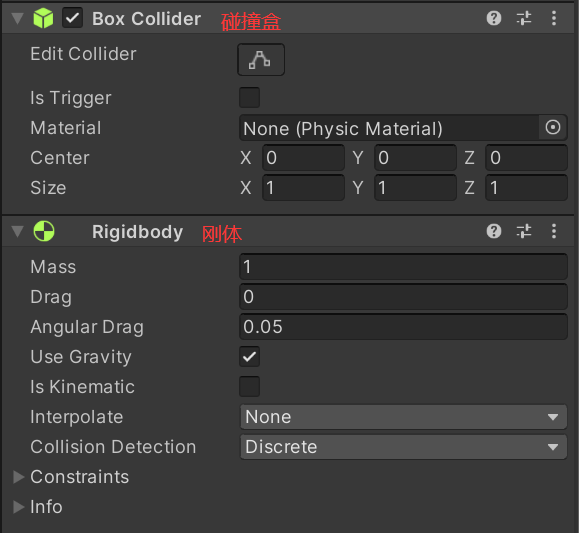 Box Collider 碰撞盒
Edit Collider
Is Trigger
Material None (Physic Material)
Center X 0 Y 0 Z 0
Size X 1 Y 1 Z 1
Rigidbody 刚体
Mass 1
Drag 0
Angular Drag 0.05
Use Gravity
Is Kinematic
Interpolate None
Collision Detection Discrete
Constraints
Info